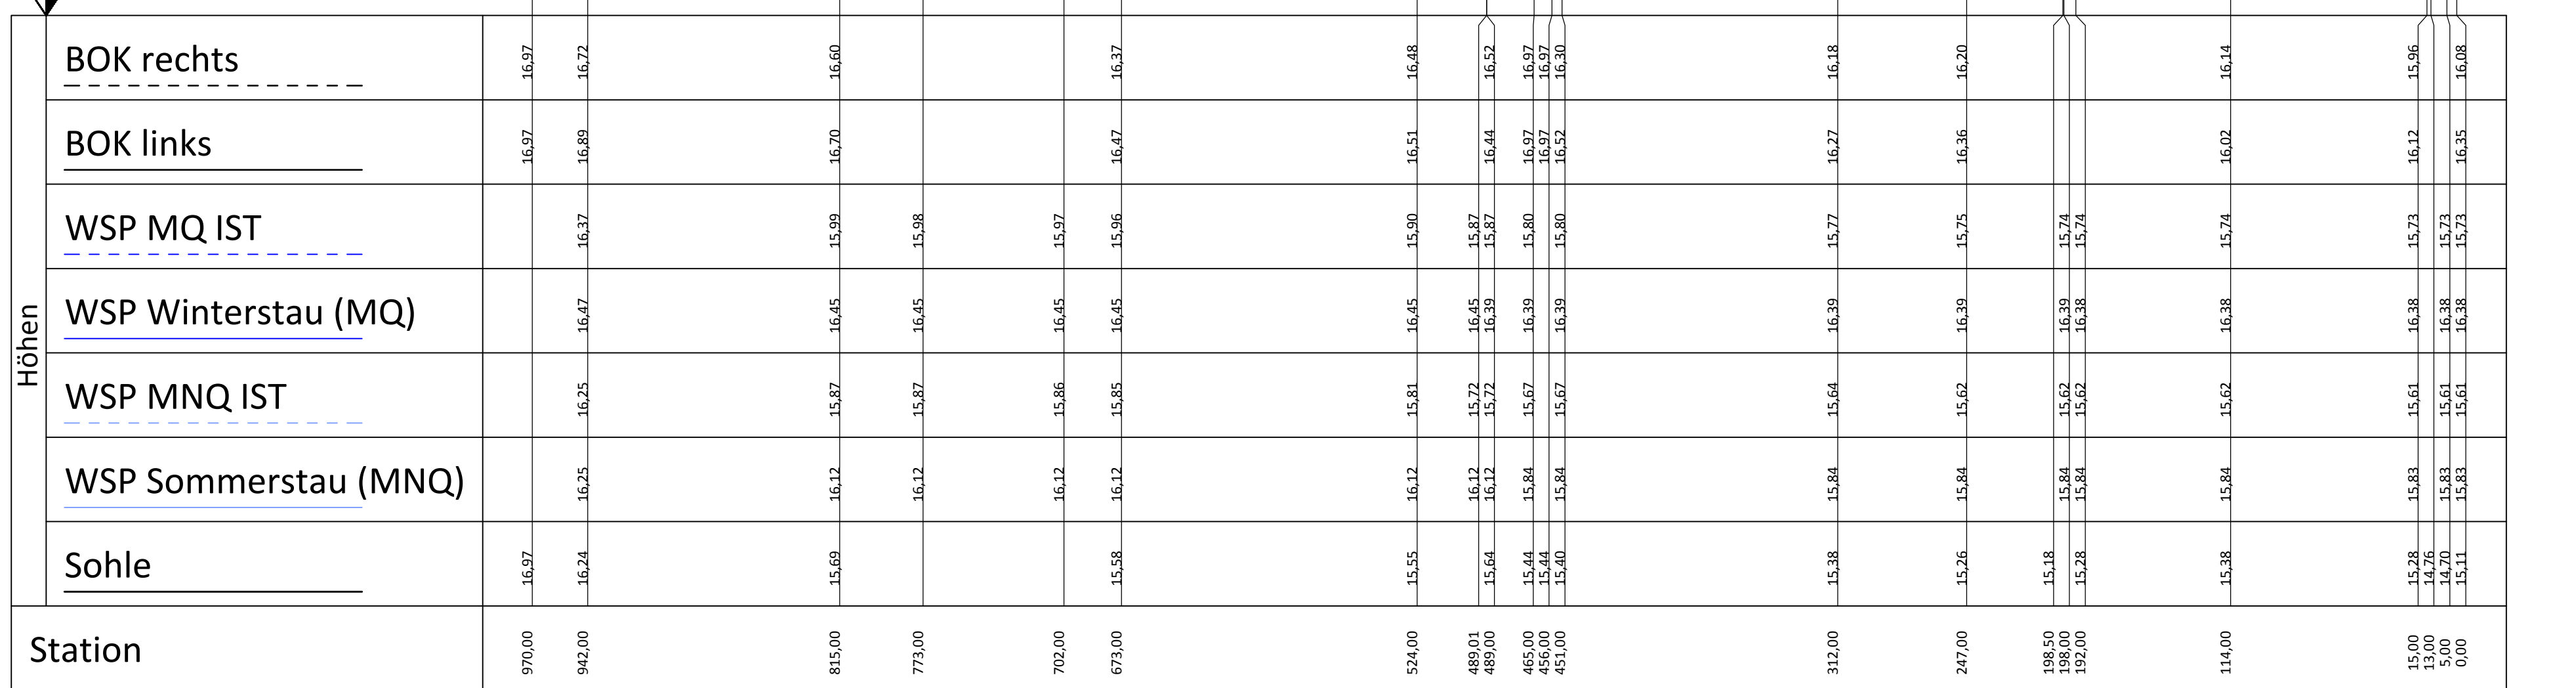 Höhen
BOK rechts 16,97 16,72 16,60 16,37 16,48 16,52 16,97 16,97 16,30 16,18 16,20 16,14 15,96 16,08
BOK links 16,97 16,89 16,70 16,47 16,51 16,44 16,97 16,97 16,52 16,27 16,36 16,02 16,12 16,35
WSP MQ IST 16,37 15,99 15,98 15,97 15,96 15,90 15,87 15,87 15,80 15,80 15,77 15,75 15,74 15,74 15,74 15,73 15,73 15,73
WSP Winterstau (MQ) 16,47 16,45 16,45 16,45 16,45 16,45 16,45 16,39 16,39 16,39 16,39 16,39 16,39 16,38 16,38 16,38 16,38 16,38
WSP MNQ IST 16,25 15,87 15,87 15,86 15,85 15,81 15,72 15,72 15,67 15,67 15,64 15,62 15,62 15,62 15,62 15,61 15,61 15,61
WSP Sommerstau (MNQ) 16,25 16,12 16,12 16,12 16,12 16,12 16,12 16,12 15,84 15,84 15,84 15,84 15,84 15,84 15,84 15,83 15,83 15,83
Sohle 16,97 16,24 15,69 15,58 15,55 15,64 15,44 15,44 15,40 15,38 15,26 15,18 15,28 15,38 15,28 14,76 14,70 15,11
Station 970,00 942,00 815,00 773,00 702,00 673,00 524,00 489,01 489,00 465,00 456,00 451,00 312,00 247,00 198,50 198,00 192,00 114,00 15,00 13,00 5,00 0,00